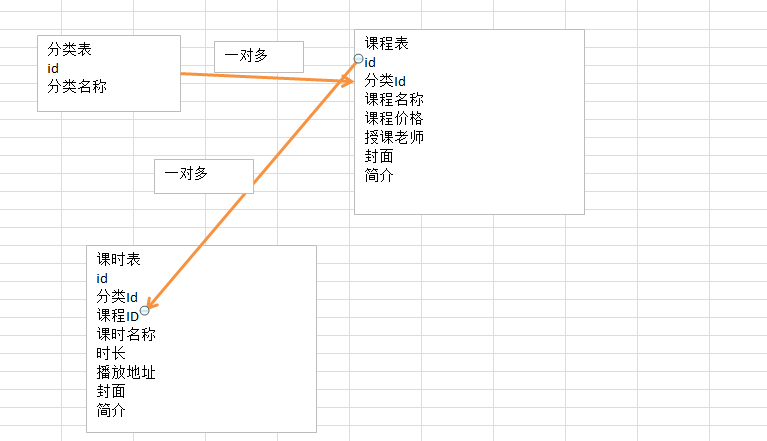 分类表
id
分类名称
一对多
课程表
id
分类Id
课程名称
课程价格
授课老师
封面
简介
一对多
课时表
id
分类Id
课程ID
课时名称
时长
播放地址
封面
简介